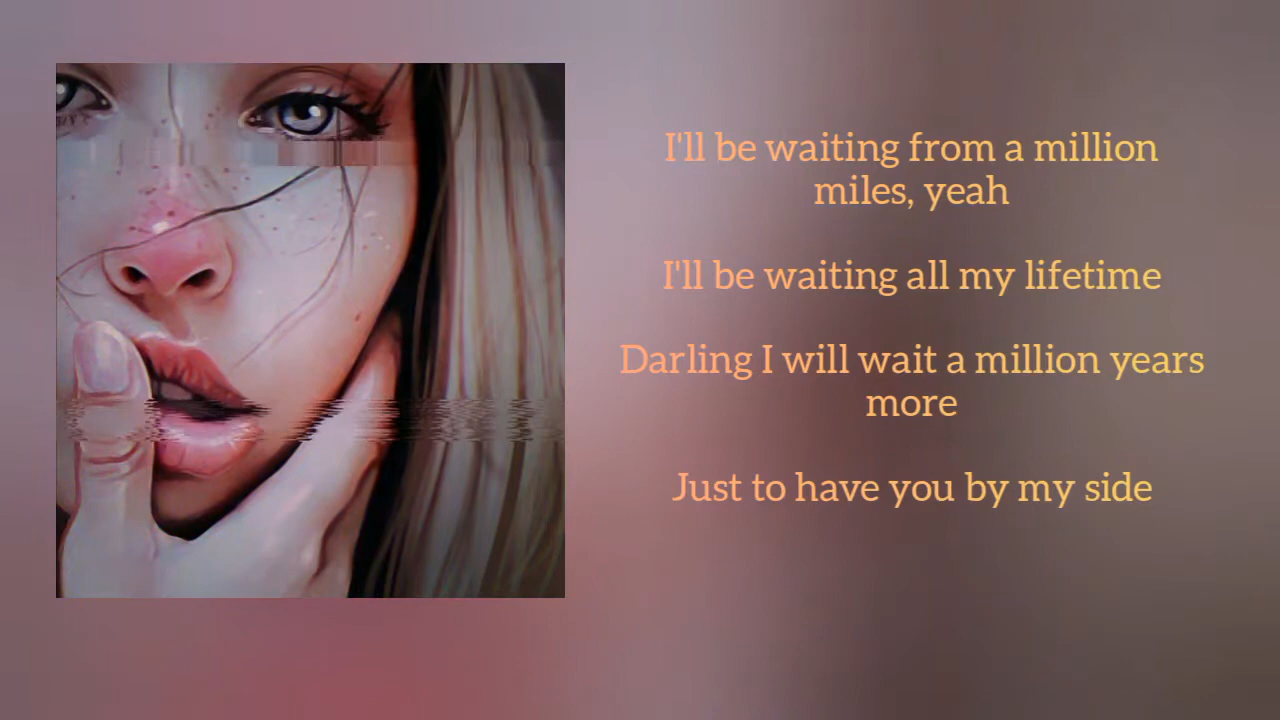 I'll be waiting from a million
miles, yeah
I'll be waiting all my lifetime
Darling I will wait a million years
more
Just to have you by my side